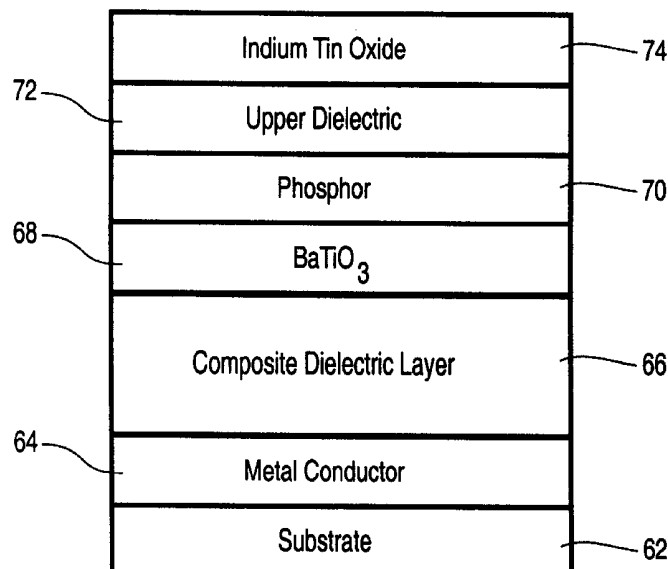 Indium Tin Oxide 74
72 Upper Dielectric
Phosphor 70
68 BaTiO3
Composite Dielectric Layer 66
64 Metal Conductor
Substrate 62